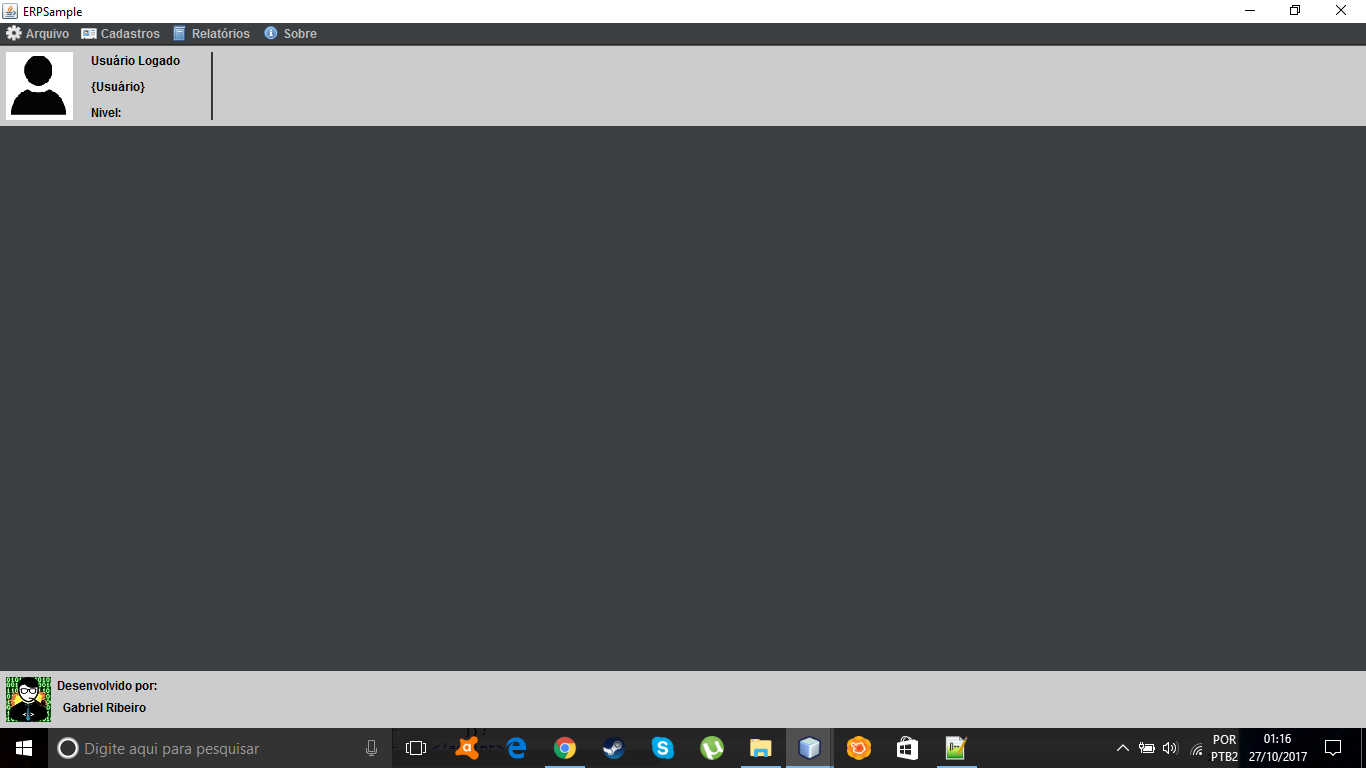 ERPSample
Arquivo Cadastros Relatórios Sobre
Usuário Logado
{Usuário}
Nível:
Desenvolvido por:
Gabriel Ribeiro
Digite aqui para pesquisar
POR
PTB2
01:16
27/10/2017